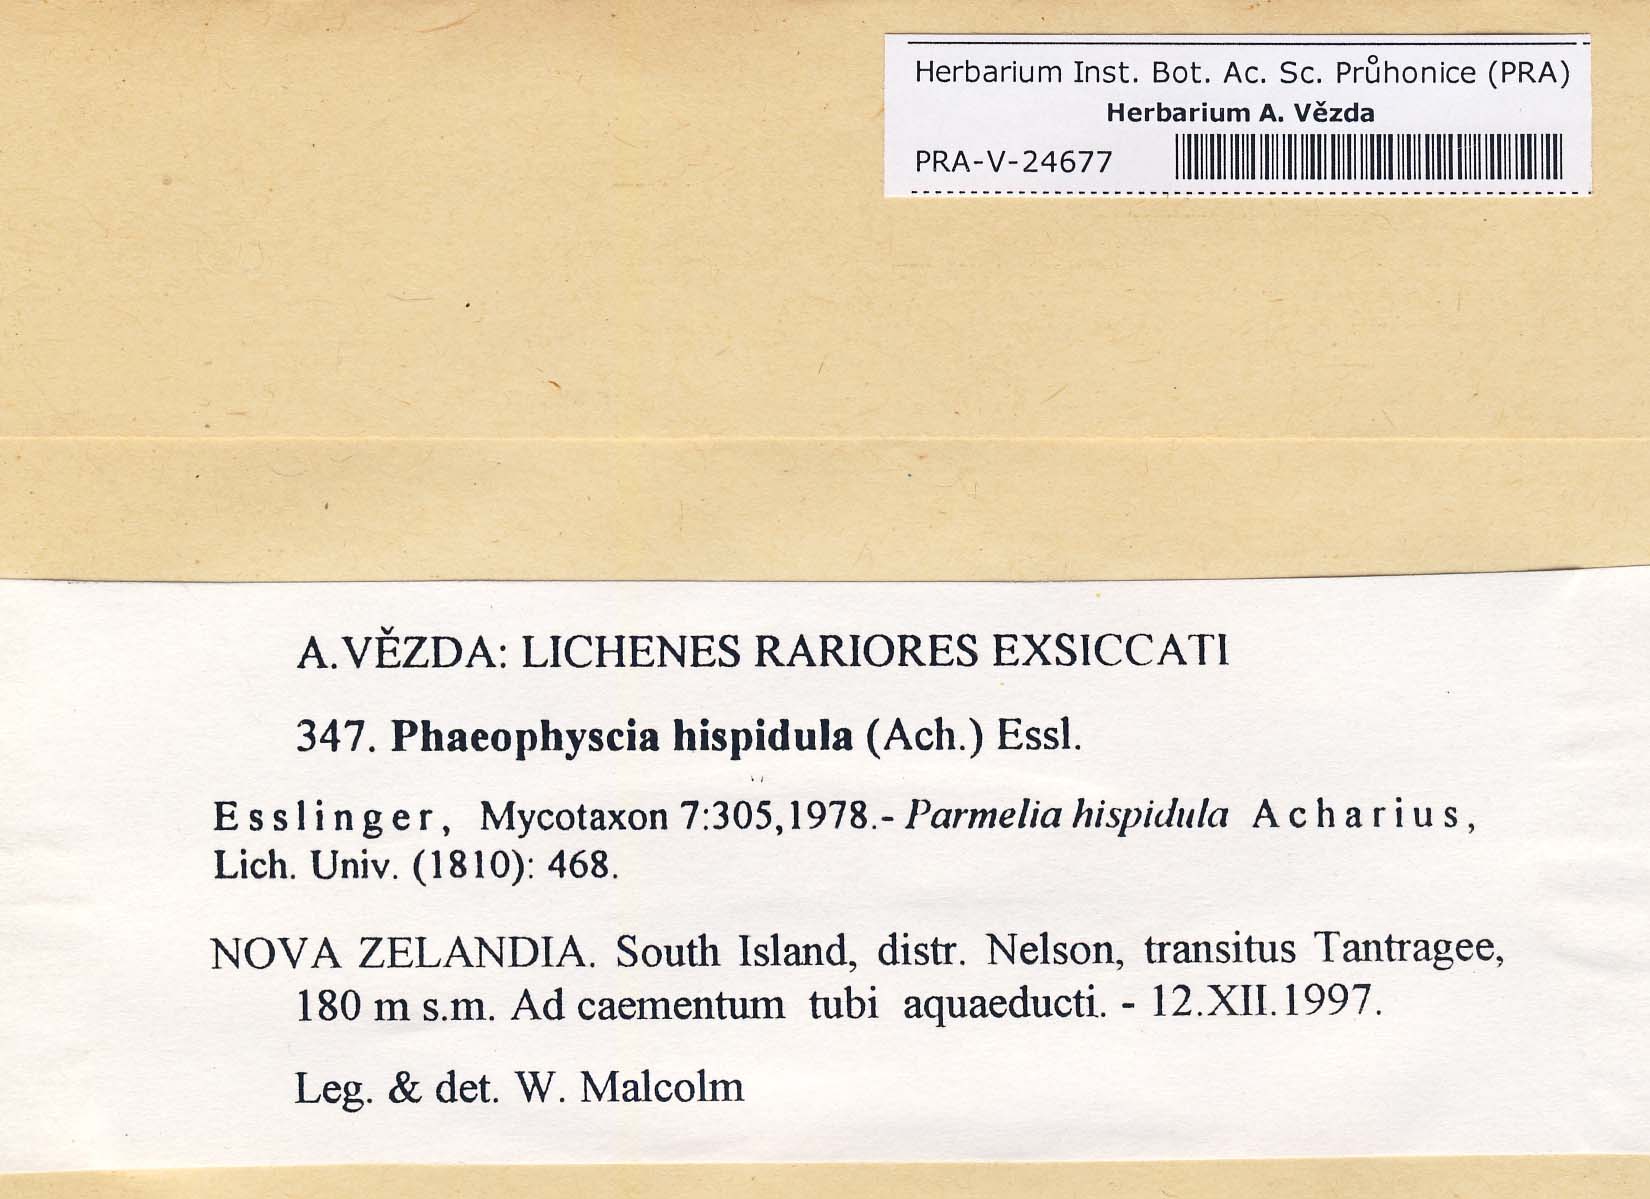 Herbarium Inst. Bot. Ac. Sc. Průhonice (PRA)
Herbarium A. Vězda
PRA-V-24677
A.VĚZDA: LICHENES RARIORES EXSICCATI
347. Phaeophyscia hispidula (Ach.) Essl.
Esslinger, Mycotaxon 7:305,1978.- Parmelia hispidula Acharius,
Lich. Univ. (1810): 468.
NOVA ZELANDIA. South Island, distr. Nelson, transitus Tantragee,
180 m s.m. Ad caementum tubi aquaeducti. - 12.XII.1997.
Leg. & det. W. Malcolm